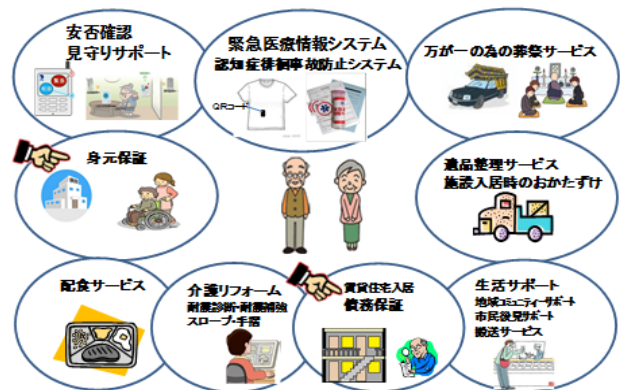 安否確認
見守りサポート
緊急医療情報システム
認知症徘徊事故防止システム
QRコード
万が一の為の葬祭サービス
身元保証
遺品整理サービス
施設入居時のおかたずけ
配食サービス
介護リフォーム
耐震診断・耐震補強
スロープ・手摺
賃貸住宅入居
債務保証
生活サポート
地域コミュニティーサポート
市民後見サポート
搬送サービス